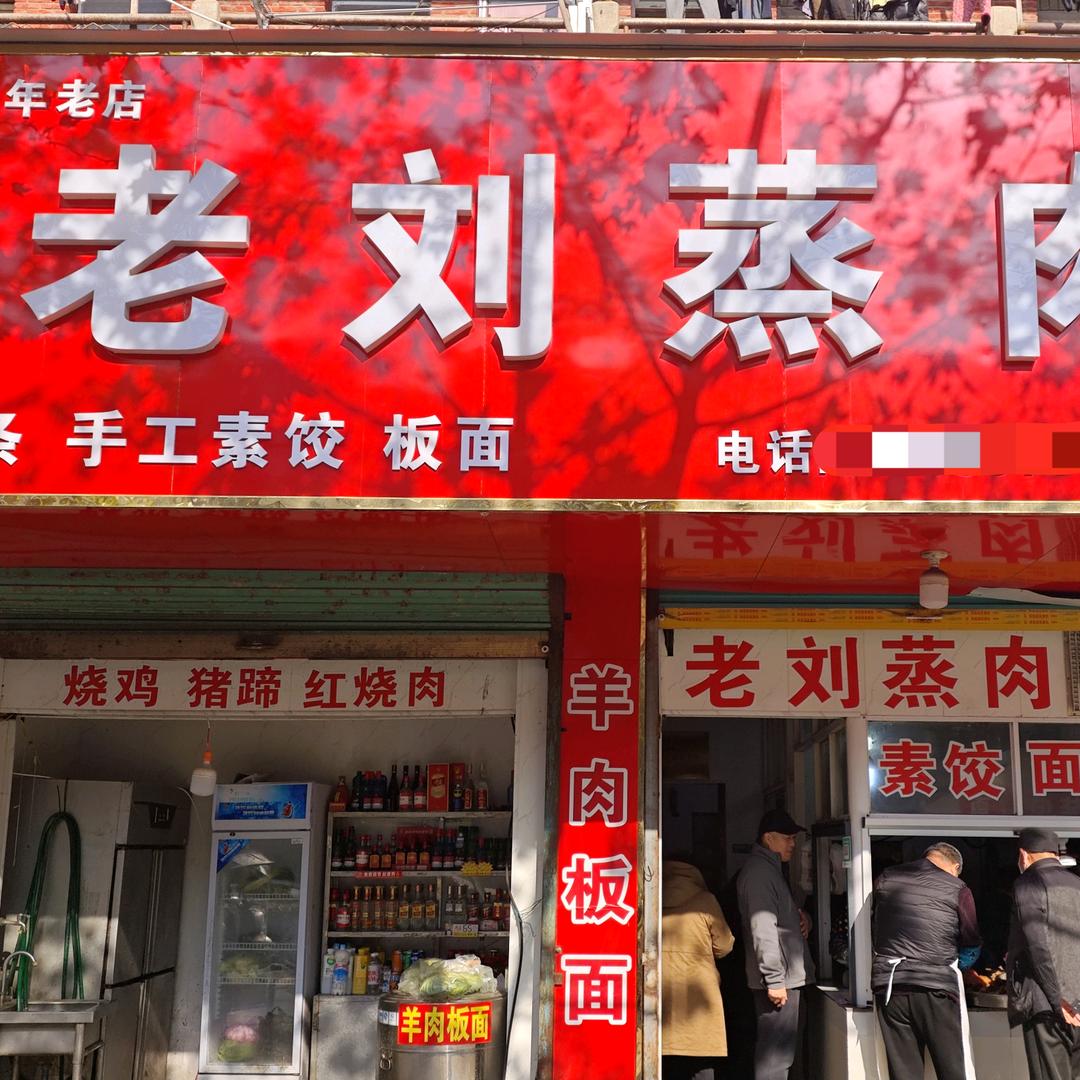 年老店
老刘蒸肉
手工素饺 板面
电话
烧鸡 猪蹄 红烧肉
老刘蒸肉
羊肉板面
素饺 面
羊肉板面